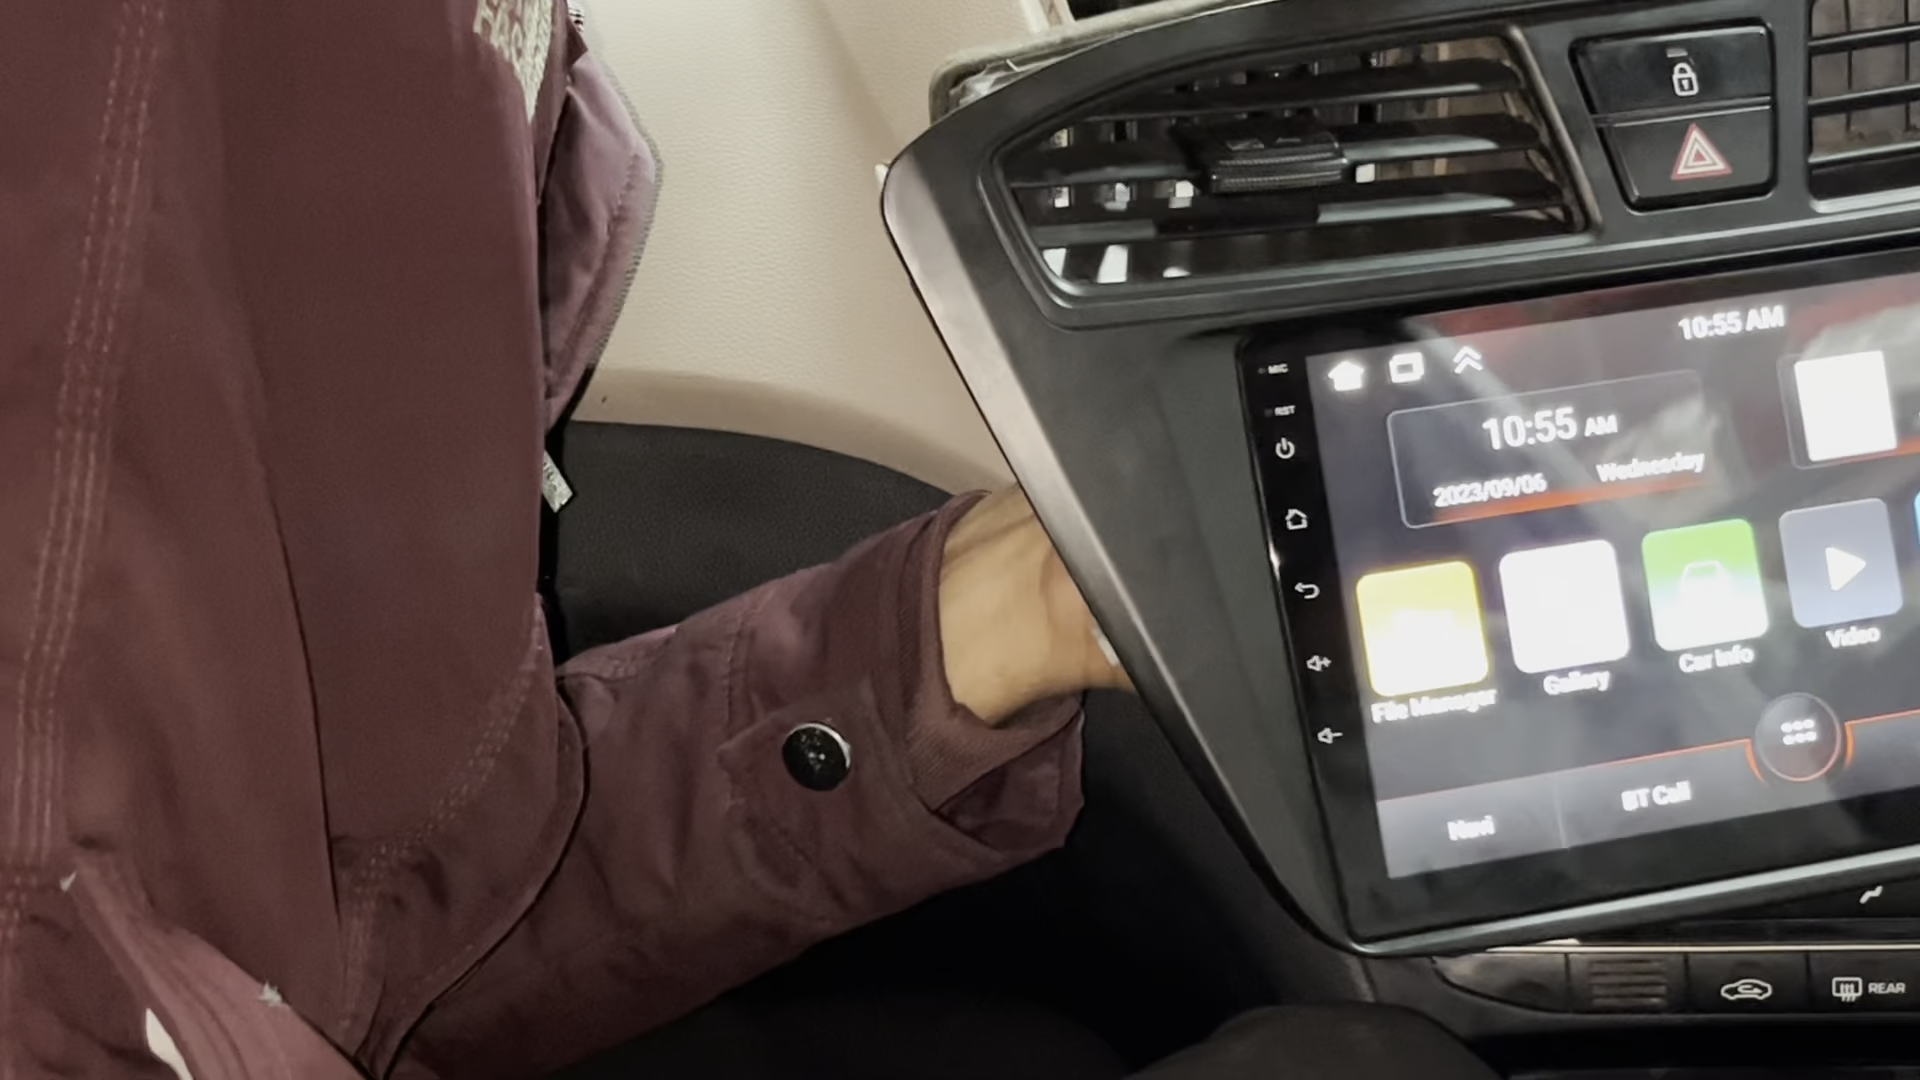 10:55 AM
MIC
RST
10:55 AM
2023/09/06 Wednesday
File Manager
Gallery
Car Info
Video
Navi
BT Call
REAR